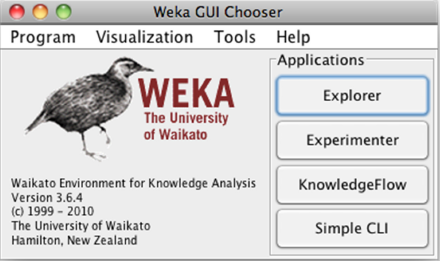 Weka GUI Chooser
Program Visualization Tools Help
Applications
WEKA
The University
of Waikato
Explorer
Experimenter
KnowledgeFlow
Simple CLI
Waikato Environment for Knowledge Analysis
Version 3.6.4
(c) 1999 - 2010
The University of Waikato
Hamilton, New Zealand